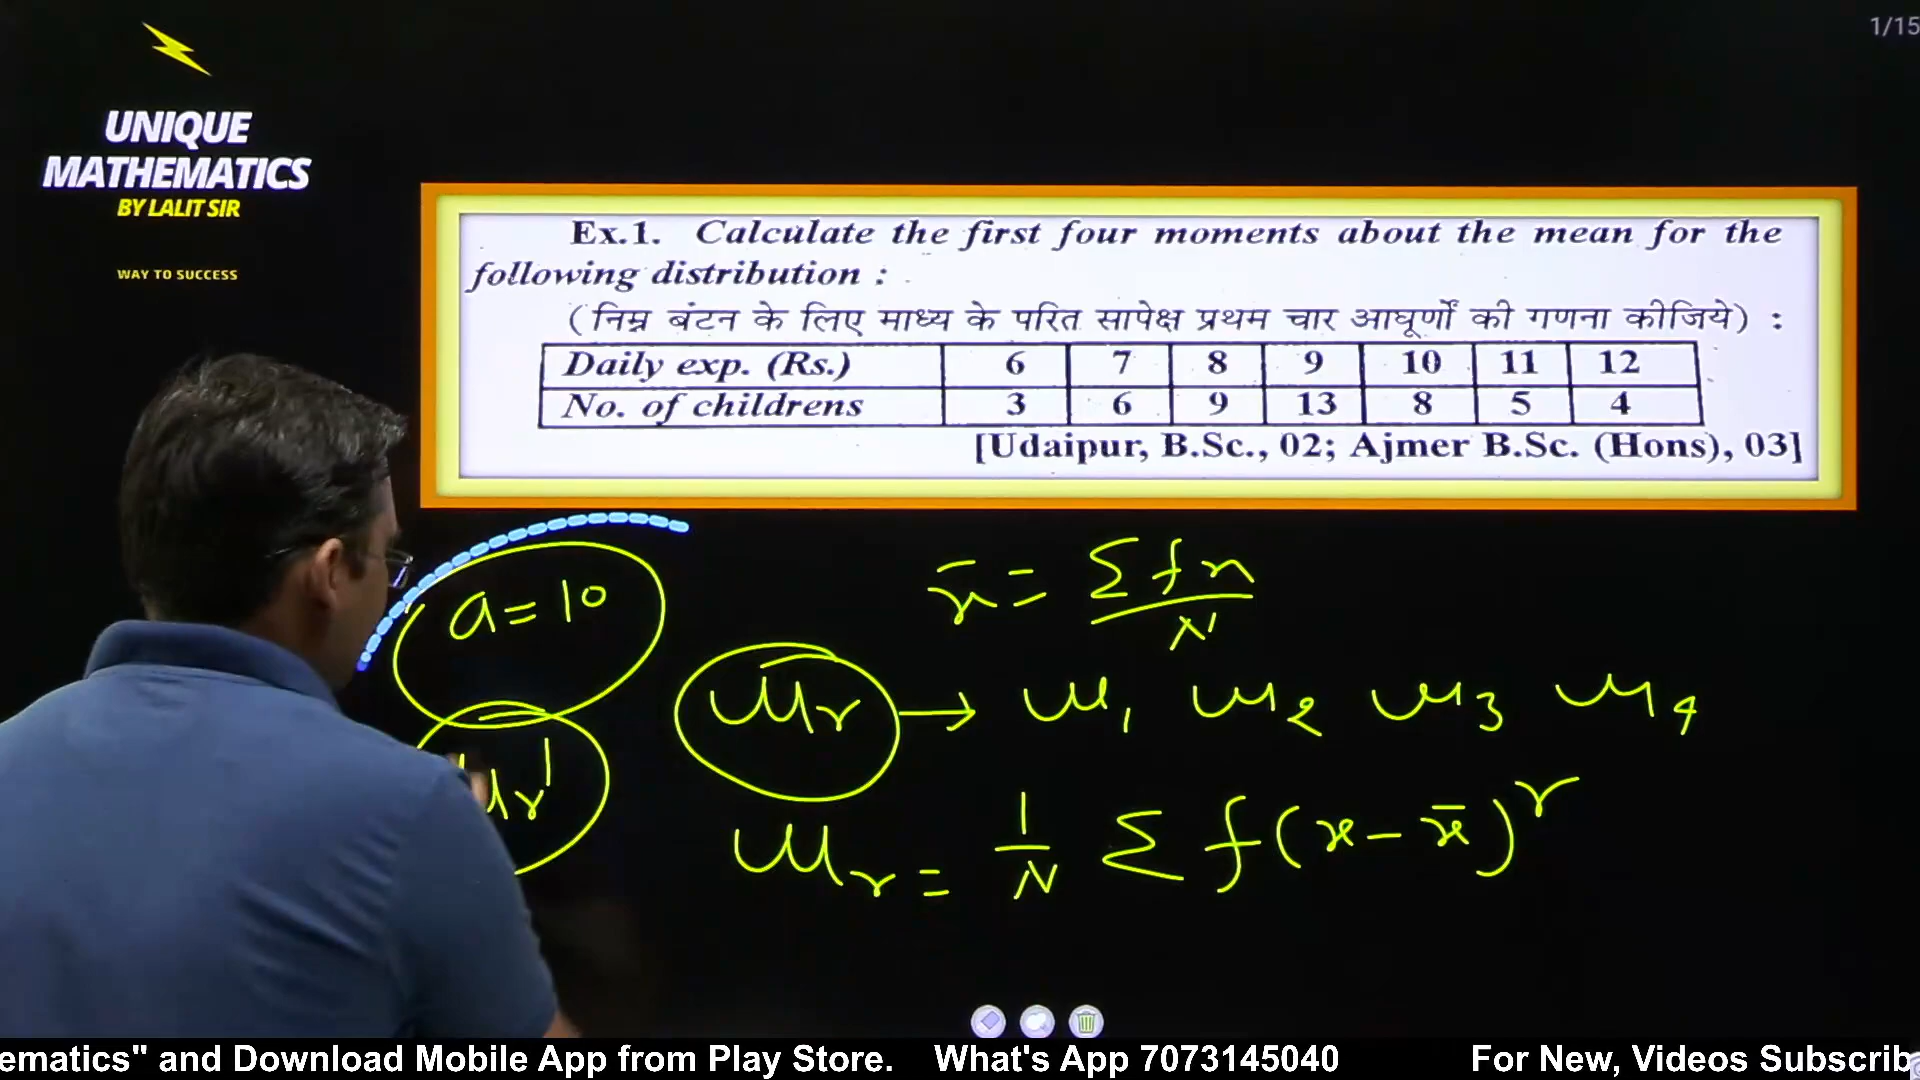 1/15
UNIQUE
MATHEMATICS
BY LALIT SIR
WAY TO SUCCESS
Ex.1. Calculate the first four moments about the mean for the
following distribution :
(निम्न बंटन के लिए माध्य के परित सापेक्ष प्रथम चार आघूर्णों की गणना कीजिये) :
Daily exp. (Rs.) 6 7 8 9 10 11 12
No. of childrens 3 6 9 13 8 5 4
[Udaipur, B.Sc., 02; Ajmer B.Sc. (Hons), 03]
a = 10
x̄ = Σfx / N
μr → μ1 μ2 μ3 μ4
μr'
μr = 1/N Σ f(x - x̄)^r
ematics" and Download Mobile App from Play Store. What's App 7073145040 For New, Videos Subscrib